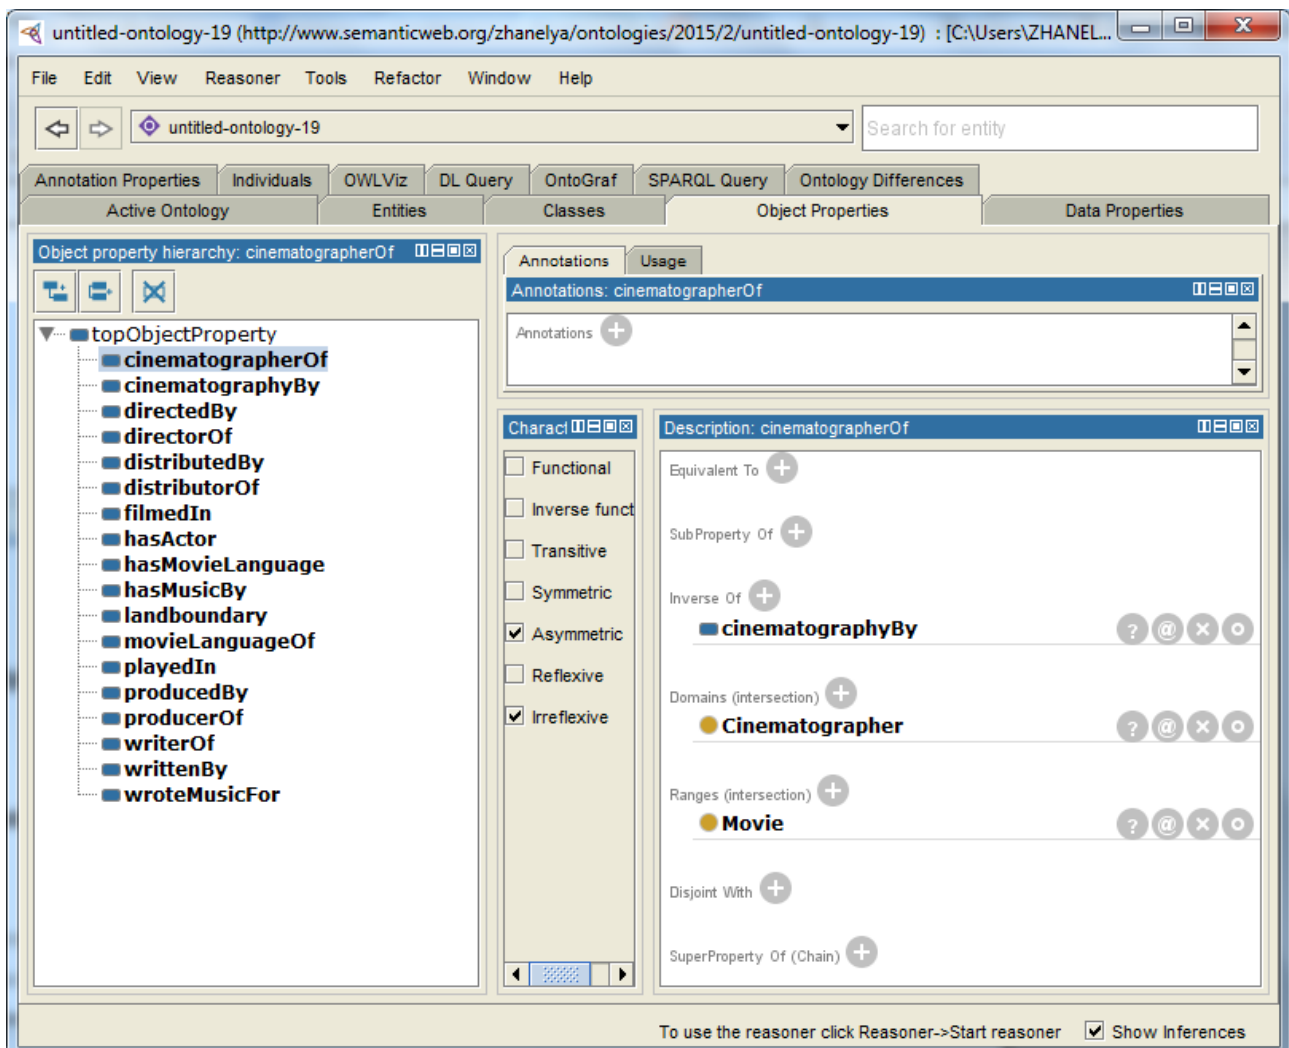 untitled-ontology-19 (http://www.semanticweb.org/zhanelya/ontologies/2015/2/untitled-ontology-19) : [C:\Users\ZHANEL...
File Edit View Reasoner Tools Refactor Window Help
untitled-ontology-19
Search for entity
Annotation Properties Individuals OWLViz DL Query OntoGraf SPARQL Query Ontology Differences
Active Ontology Entities Classes Object Properties Data Properties
Object property hierarchy: cinematographerOf
topObjectProperty
cinematographerOf
cinematographyBy
directedBy
directorOf
distributedBy
distributorOf
filmedIn
hasActor
hasMovieLanguage
hasMusicBy
landboundary
movieLanguageOf
playedIn
producedBy
producerOf
writerOf
writtenBy
wroteMusicFor
Annotations Usage
Annotations: cinematographerOf
Annotations
Charact
Functional
Inverse funct
Transitive
Symmetric
Asymmetric
Reflexive
Irreflexive
Description: cinematographerOf
Equivalent To
SubProperty Of
Inverse Of
cinematographyBy
Domains (intersection)
Cinematographer
Ranges (intersection)
Movie
Disjoint With
SuperProperty Of (Chain)
To use the reasoner click Reasoner->Start reasoner Show Inferences